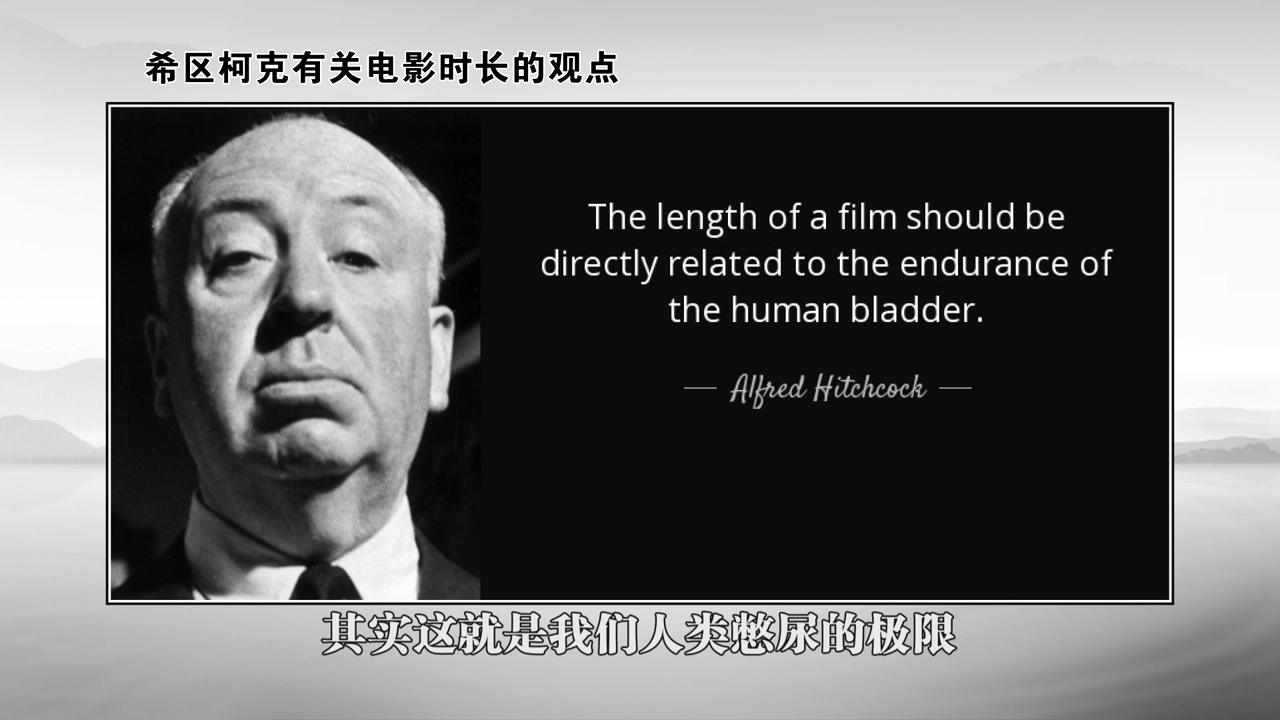 希区柯克有关电影时长的观点
The length of a film should be
directly related to the endurance of
the human bladder.
Alfred Hitchcock
其实这就是我们人类憋尿的极限